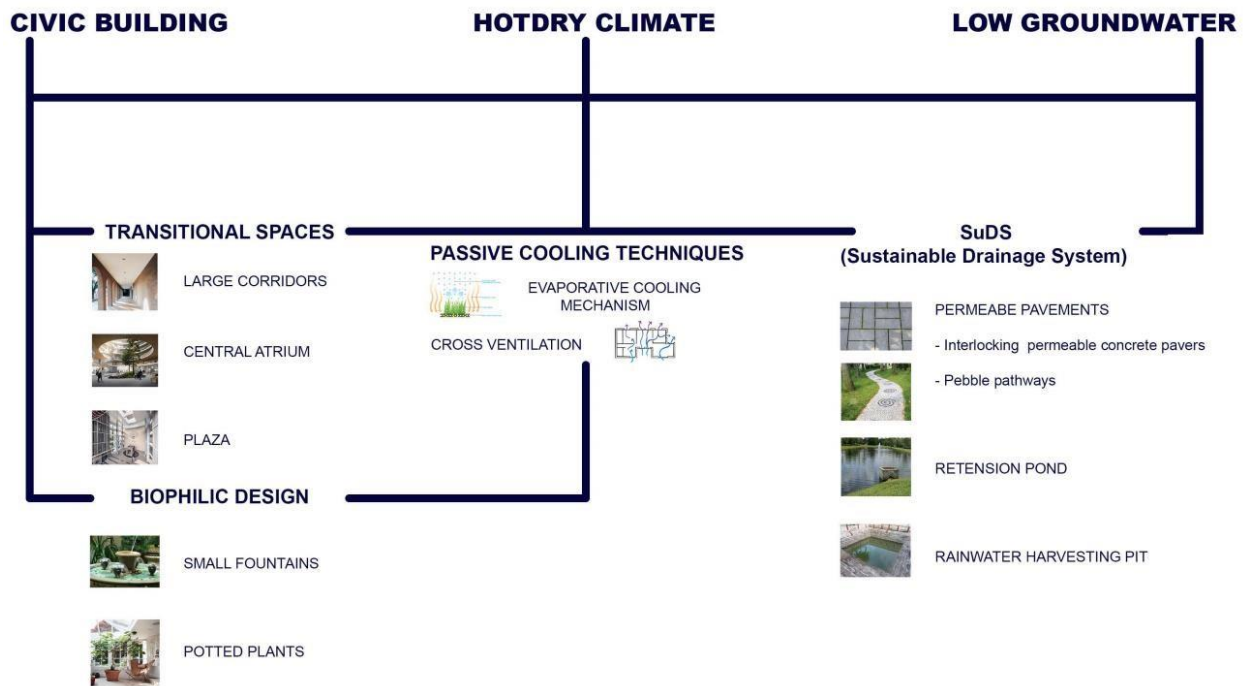 CIVIC BUILDING
HOTDRY CLIMATE
LOW GROUNDWATER
TRANSITIONAL SPACES
LARGE CORRIDORS
CENTRAL ATRIUM
PLAZA
BIOPHILIC DESIGN
SMALL FOUNTAINS
POTTED PLANTS
PASSIVE COOLING TECHNIQUES
EVAPORATIVE COOLING
MECHANISM
CROSS VENTILATION
SuDS
(Sustainable Drainage System)
PERMEABE PAVEMENTS
- Interlocking permeable concrete pavers
- Pebble pathways
RETENSION POND
RAINWATER HARVESTING PIT